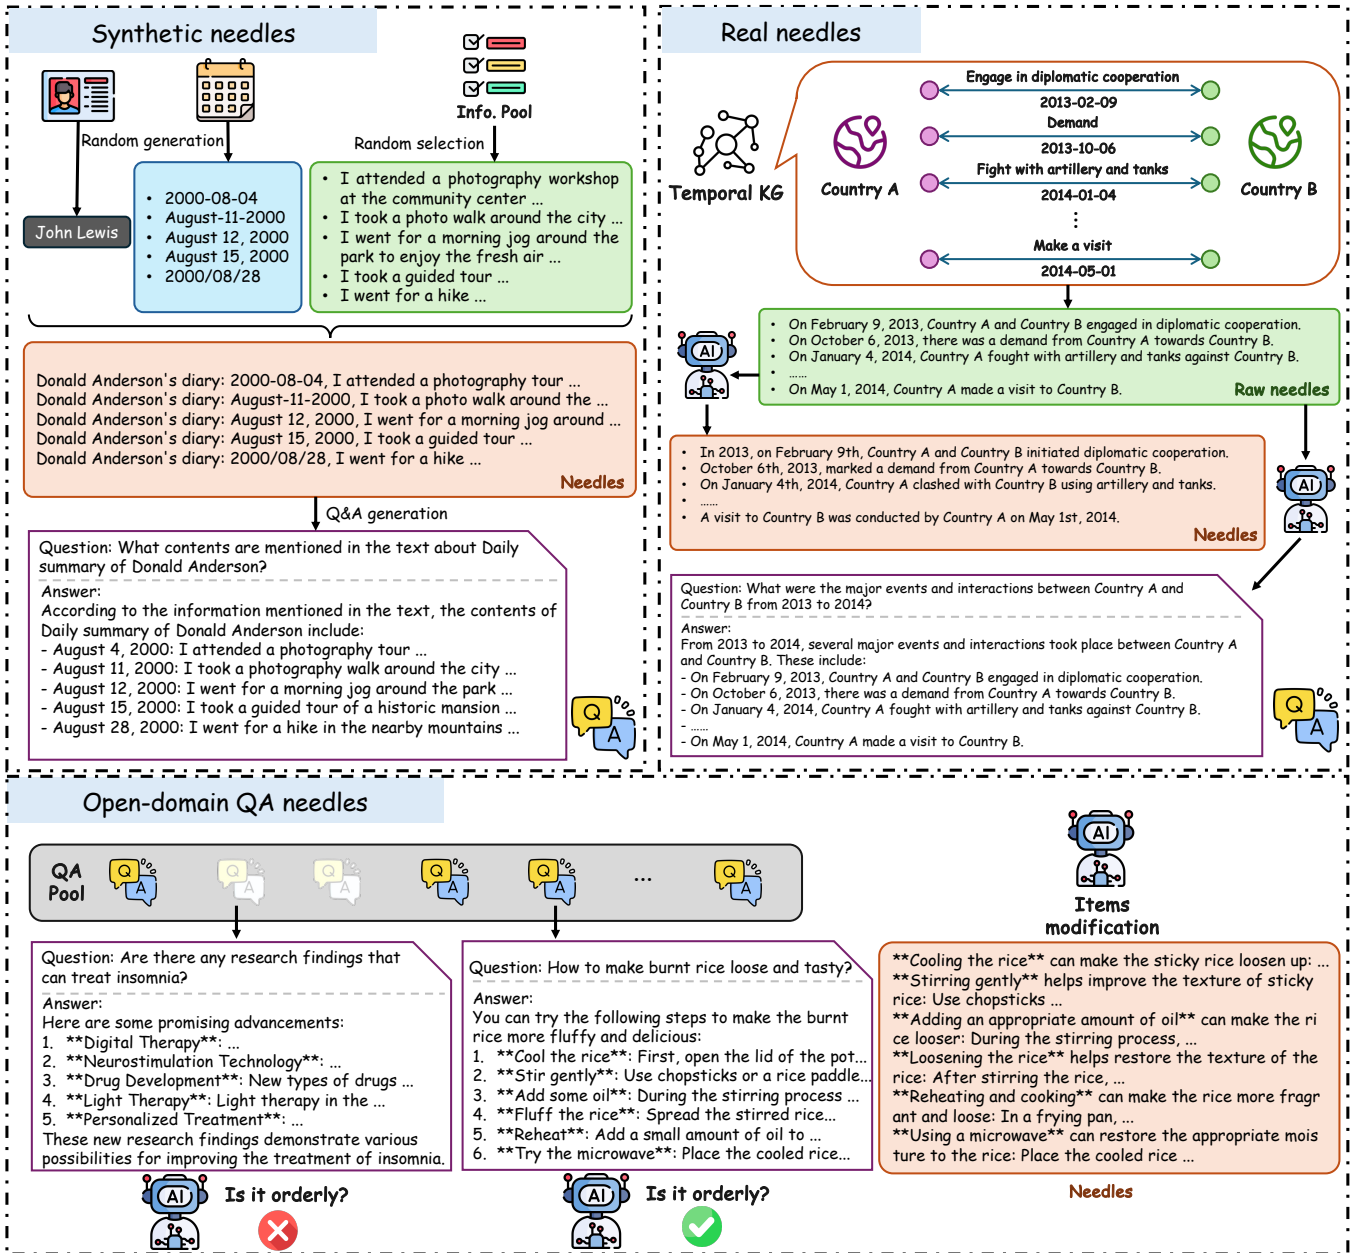 Synthetic needles
Info. Pool
Random generation
Random selection
John Lewis
• 2000-08-04
• August-11-2000
• August 12, 2000
• August 15, 2000
• 2000/08/28
• I attended a photography workshop
at the community center ...
• I took a photo walk around the city ...
• I went for a morning jog around the
park to enjoy the fresh air ...
• I took a guided tour ...
• I went for a hike ...
Donald Anderson's diary: 2000-08-04, I attended a photography tour ...
Donald Anderson's diary: August-11-2000, I took a photo walk around the ...
Donald Anderson's diary: August 12, 2000, I went for a morning jog around ...
Donald Anderson's diary: August 15, 2000, I took a guided tour ...
Donald Anderson's diary: 2000/08/28, I went for a hike ...
Needles
Q&A generation
Question: What contents are mentioned in the text about Daily
summary of Donald Anderson?
Answer:
According to the information mentioned in the text, the contents of
Daily summary of Donald Anderson include:
- August 4, 2000: I attended a photography tour ...
- August 11, 2000: I took a photography walk around the city ...
- August 12, 2000: I went for a morning jog around the park ...
- August 15, 2000: I took a guided tour of a historic mansion ...
- August 28, 2000: I went for a hike in the nearby mountains ...
Q
A
Real needles
Temporal KG
Country A
Engage in diplomatic cooperation
2013-02-09
Demand
2013-10-06
Fight with artillery and tanks
2014-01-04
⋮
Make a visit
2014-05-01
Country B
AI
• On February 9, 2013, Country A and Country B engaged in diplomatic cooperation.
• On October 6, 2013, there was a demand from Country A towards Country B.
• On January 4, 2014, Country A fought with artillery and tanks against Country B.
• ......
• On May 1, 2014, Country A made a visit to Country B.
Raw needles
• In 2013, on February 9th, Country A and Country B initiated diplomatic cooperation.
• October 6th, 2013, marked a demand from Country A towards Country B.
• On January 4th, 2014, Country A clashed with Country B using artillery and tanks.
• ......
• A visit to Country B was conducted by Country A on May 1st, 2014.
Needles
AI
Question: What were the major events and interactions between Country A and
Country B from 2013 to 2014?
Answer:
From 2013 to 2014, several major events and interactions took place between Country A
and Country B. These include:
- On February 9, 2013, Country A and Country B engaged in diplomatic cooperation.
- On October 6, 2013, there was a demand from Country A towards Country B.
- On January 4, 2014, Country A fought with artillery and tanks against Country B.
- ......
- On May 1, 2014, Country A made a visit to Country B.
Q
A
Open-domain QA needles
QA
Pool
Q A
Q A
Q A
Q A
Q A
...
Q A
Question: Are there any research findings that
can treat insomnia?
Answer:
Here are some promising advancements:
1. **Digital Therapy**: ...
2. **Neurostimulation Technology**: ...
3. **Drug Development**: New types of drugs ...
4. **Light Therapy**: Light therapy in the ...
5. **Personalized Treatment**: ...
These new research findings demonstrate various
possibilities for improving the treatment of insomnia.
AI
Is it orderly?
Question: How to make burnt rice loose and tasty?
Answer:
You can try the following steps to make the burnt
rice more fluffy and delicious:
1. **Cool the rice**: First, open the lid of the pot...
2. **Stir gently**: Use chopsticks or a rice paddle...
3. **Add some oil**: During the stirring process ...
4. **Fluff the rice**: Spread the stirred rice...
5. **Reheat**: Add a small amount of oil to ...
6. **Try the microwave**: Place the cooled rice...
AI
Is it orderly?
AI
Items
modification
**Cooling the rice** can make the sticky rice loosen up: ...
**Stirring gently** helps improve the texture of sticky
rice: Use chopsticks ...
**Adding an appropriate amount of oil** can make the ri
ce looser: During the stirring process, ...
**Loosening the rice** helps restore the texture of the
rice: After stirring the rice, ...
**Reheating and cooking** can make the rice more fragr
ant and loose: In a frying pan, ...
**Using a microwave** can restore the appropriate mois
ture to the rice: Place the cooled rice ...
Needles